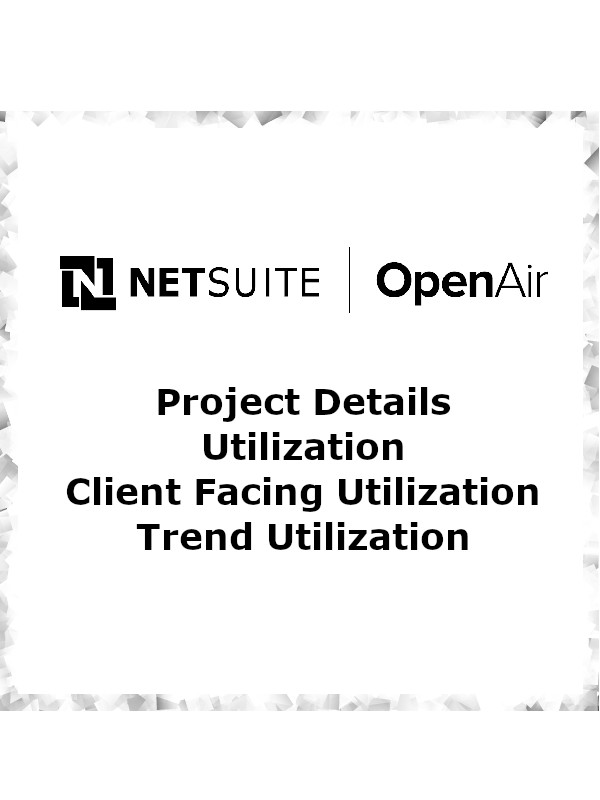 N NETSUITE | OpenAir
Project Details
Utilization
Client Facing Utilization
Trend Utilization